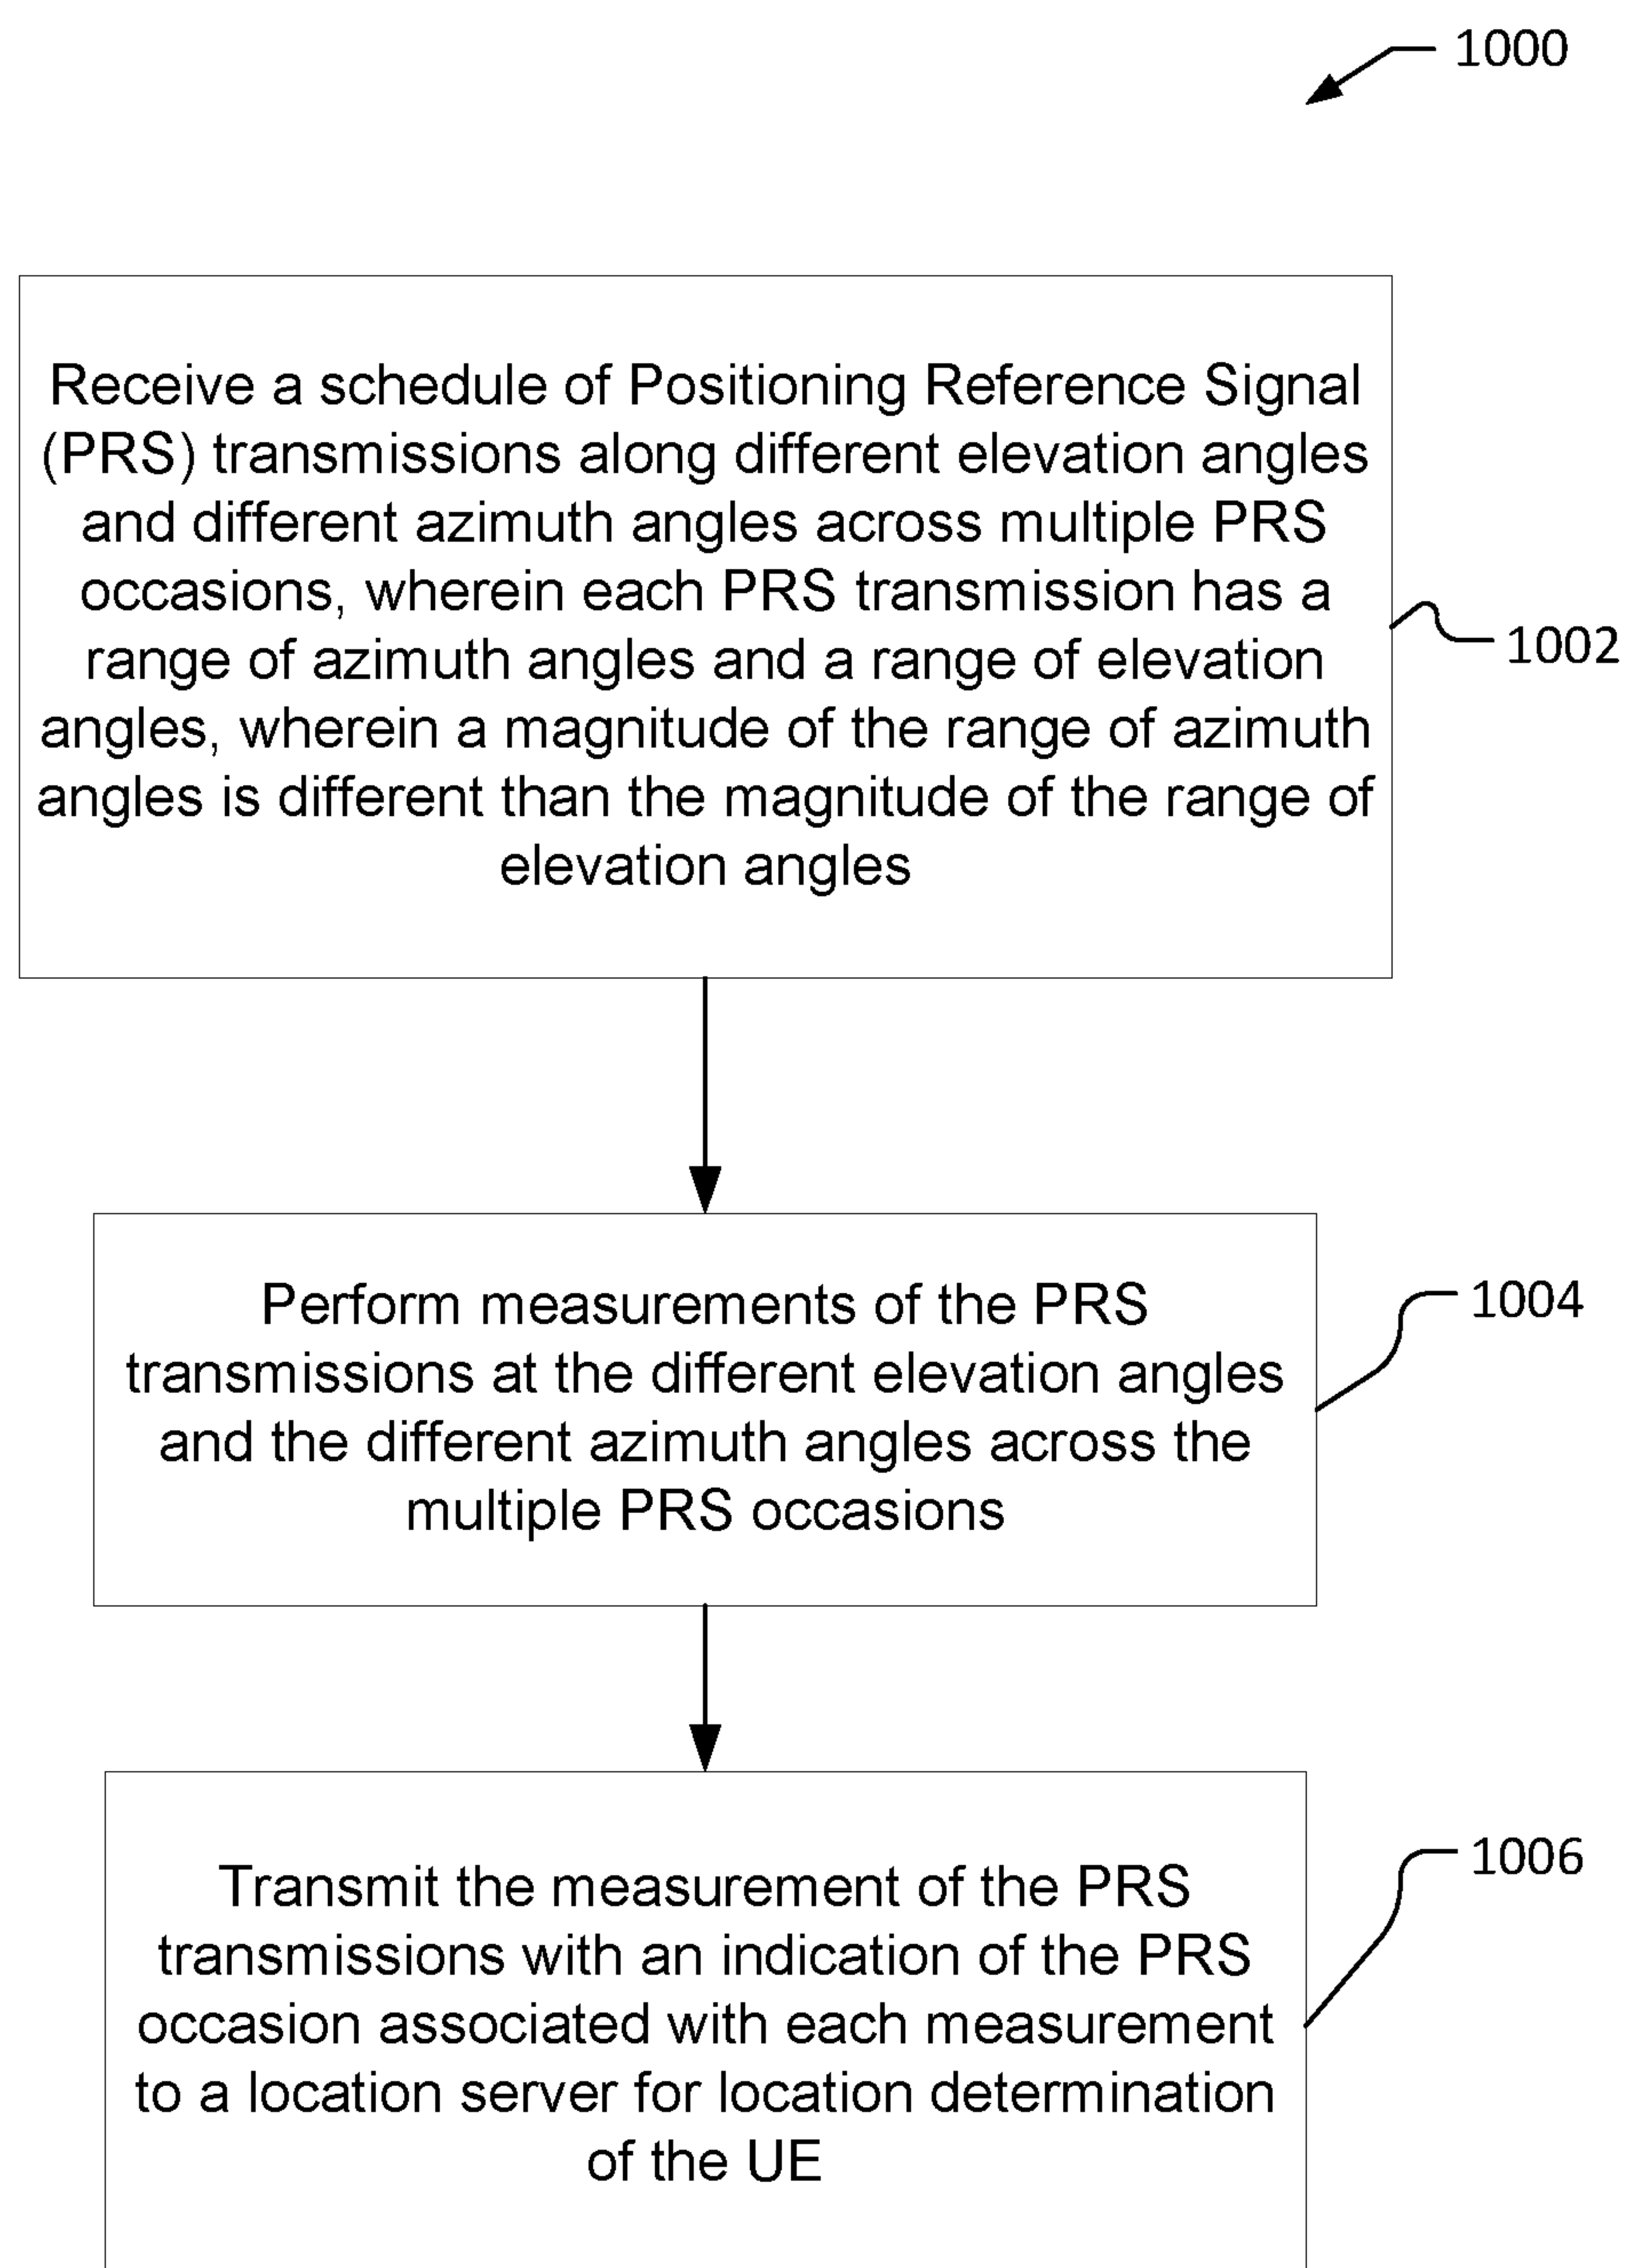 1000
Receive a schedule of Positioning Reference Signal
(PRS) transmissions along different elevation angles
and different azimuth angles across multiple PRS
occasions, wherein each PRS transmission has a
range of azimuth angles and a range of elevation
angles, wherein a magnitude of the range of azimuth
angles is different than the magnitude of the range of
elevation angles
1002
Perform measurements of the PRS
transmissions at the different elevation angles
and the different azimuth angles across the
multiple PRS occasions
1004
Transmit the measurement of the PRS
transmissions with an indication of the PRS
occasion associated with each measurement
to a location server for location determination
of the UE
1006